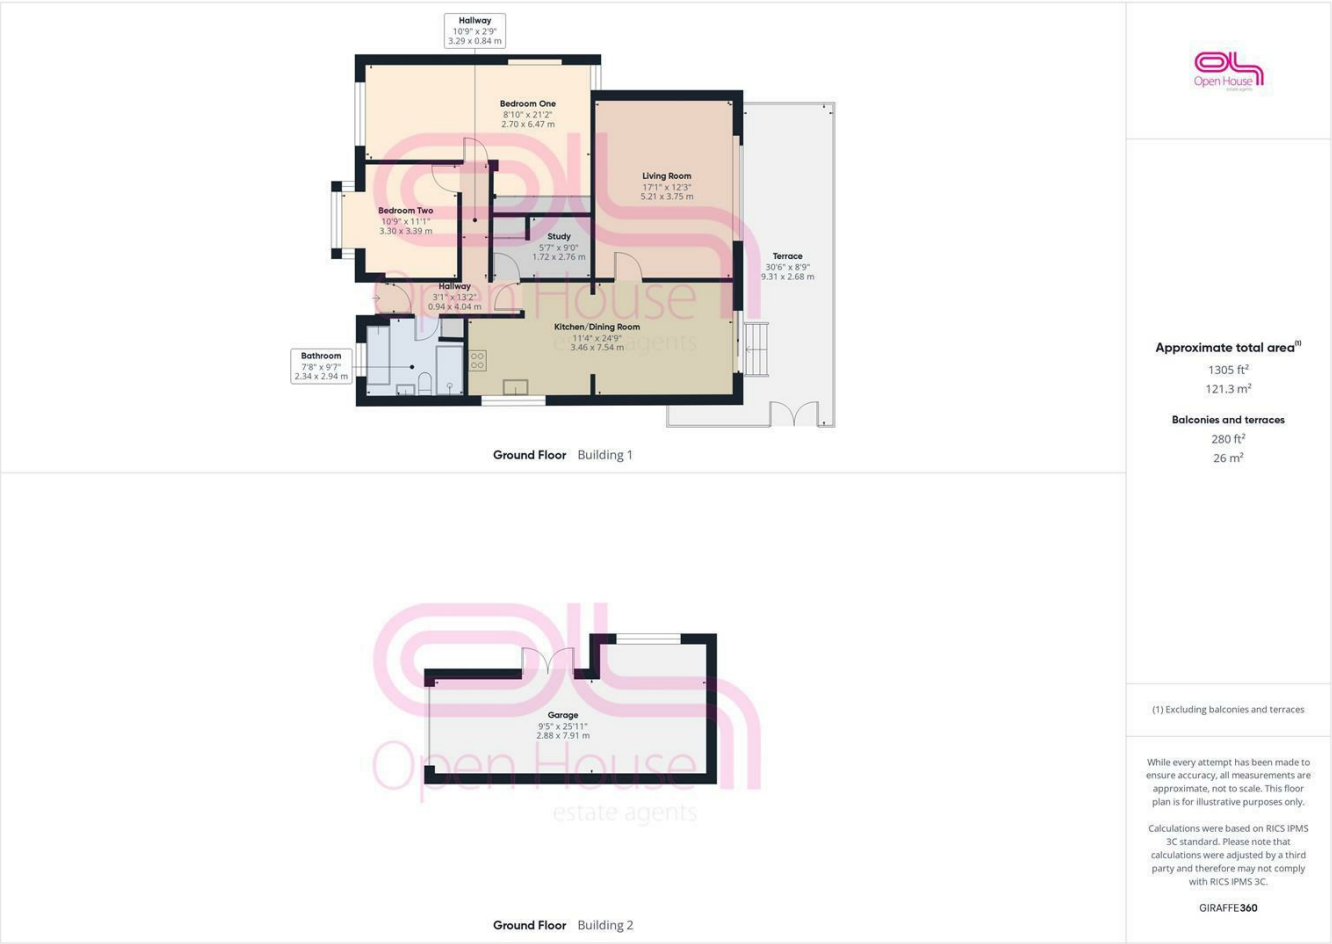 Hallway
10'9" x 2'9"
3.29 x 0.84 m
Bedroom One
8'10" x 21'2"
2.70 x 6.47 m
Living Room
17'1" x 12'3"
5.21 x 3.75 m
Bedroom Two
10'9" x 11'1"
3.30 x 3.39 m
Study
5'7" x 9'0"
1.72 x 2.76 m
Terrace
30'6" x 8'9"
9.31 x 2.68 m
Hallway
3'1" x 13'2"
0.94 x 4.04 m
Kitchen/Dining Room
11'4" x 24'9"
3.46 x 7.54 m
Bathroom
7'8" x 9'7"
2.34 x 2.94 m
Open House
estate agents
Ground Floor Building 1
Garage
9'5" x 25'11"
2.88 x 7.91 m
Open House
estate agents
Ground Floor Building 2
Open House
estate agents
Approximate total area(1)
1305 ft²
121.3 m²
Balconies and terraces
280 ft²
26 m²
(1) Excluding balconies and terraces
While every attempt has been made to
ensure accuracy, all measurements are
approximate, not to scale. This floor
plan is for illustrative purposes only.
Calculations were based on RICS IPMS
3C standard. Please note that
calculations were adjusted by a third
party and therefore may not comply
with RICS IPMS 3C.
GIRAFFE360